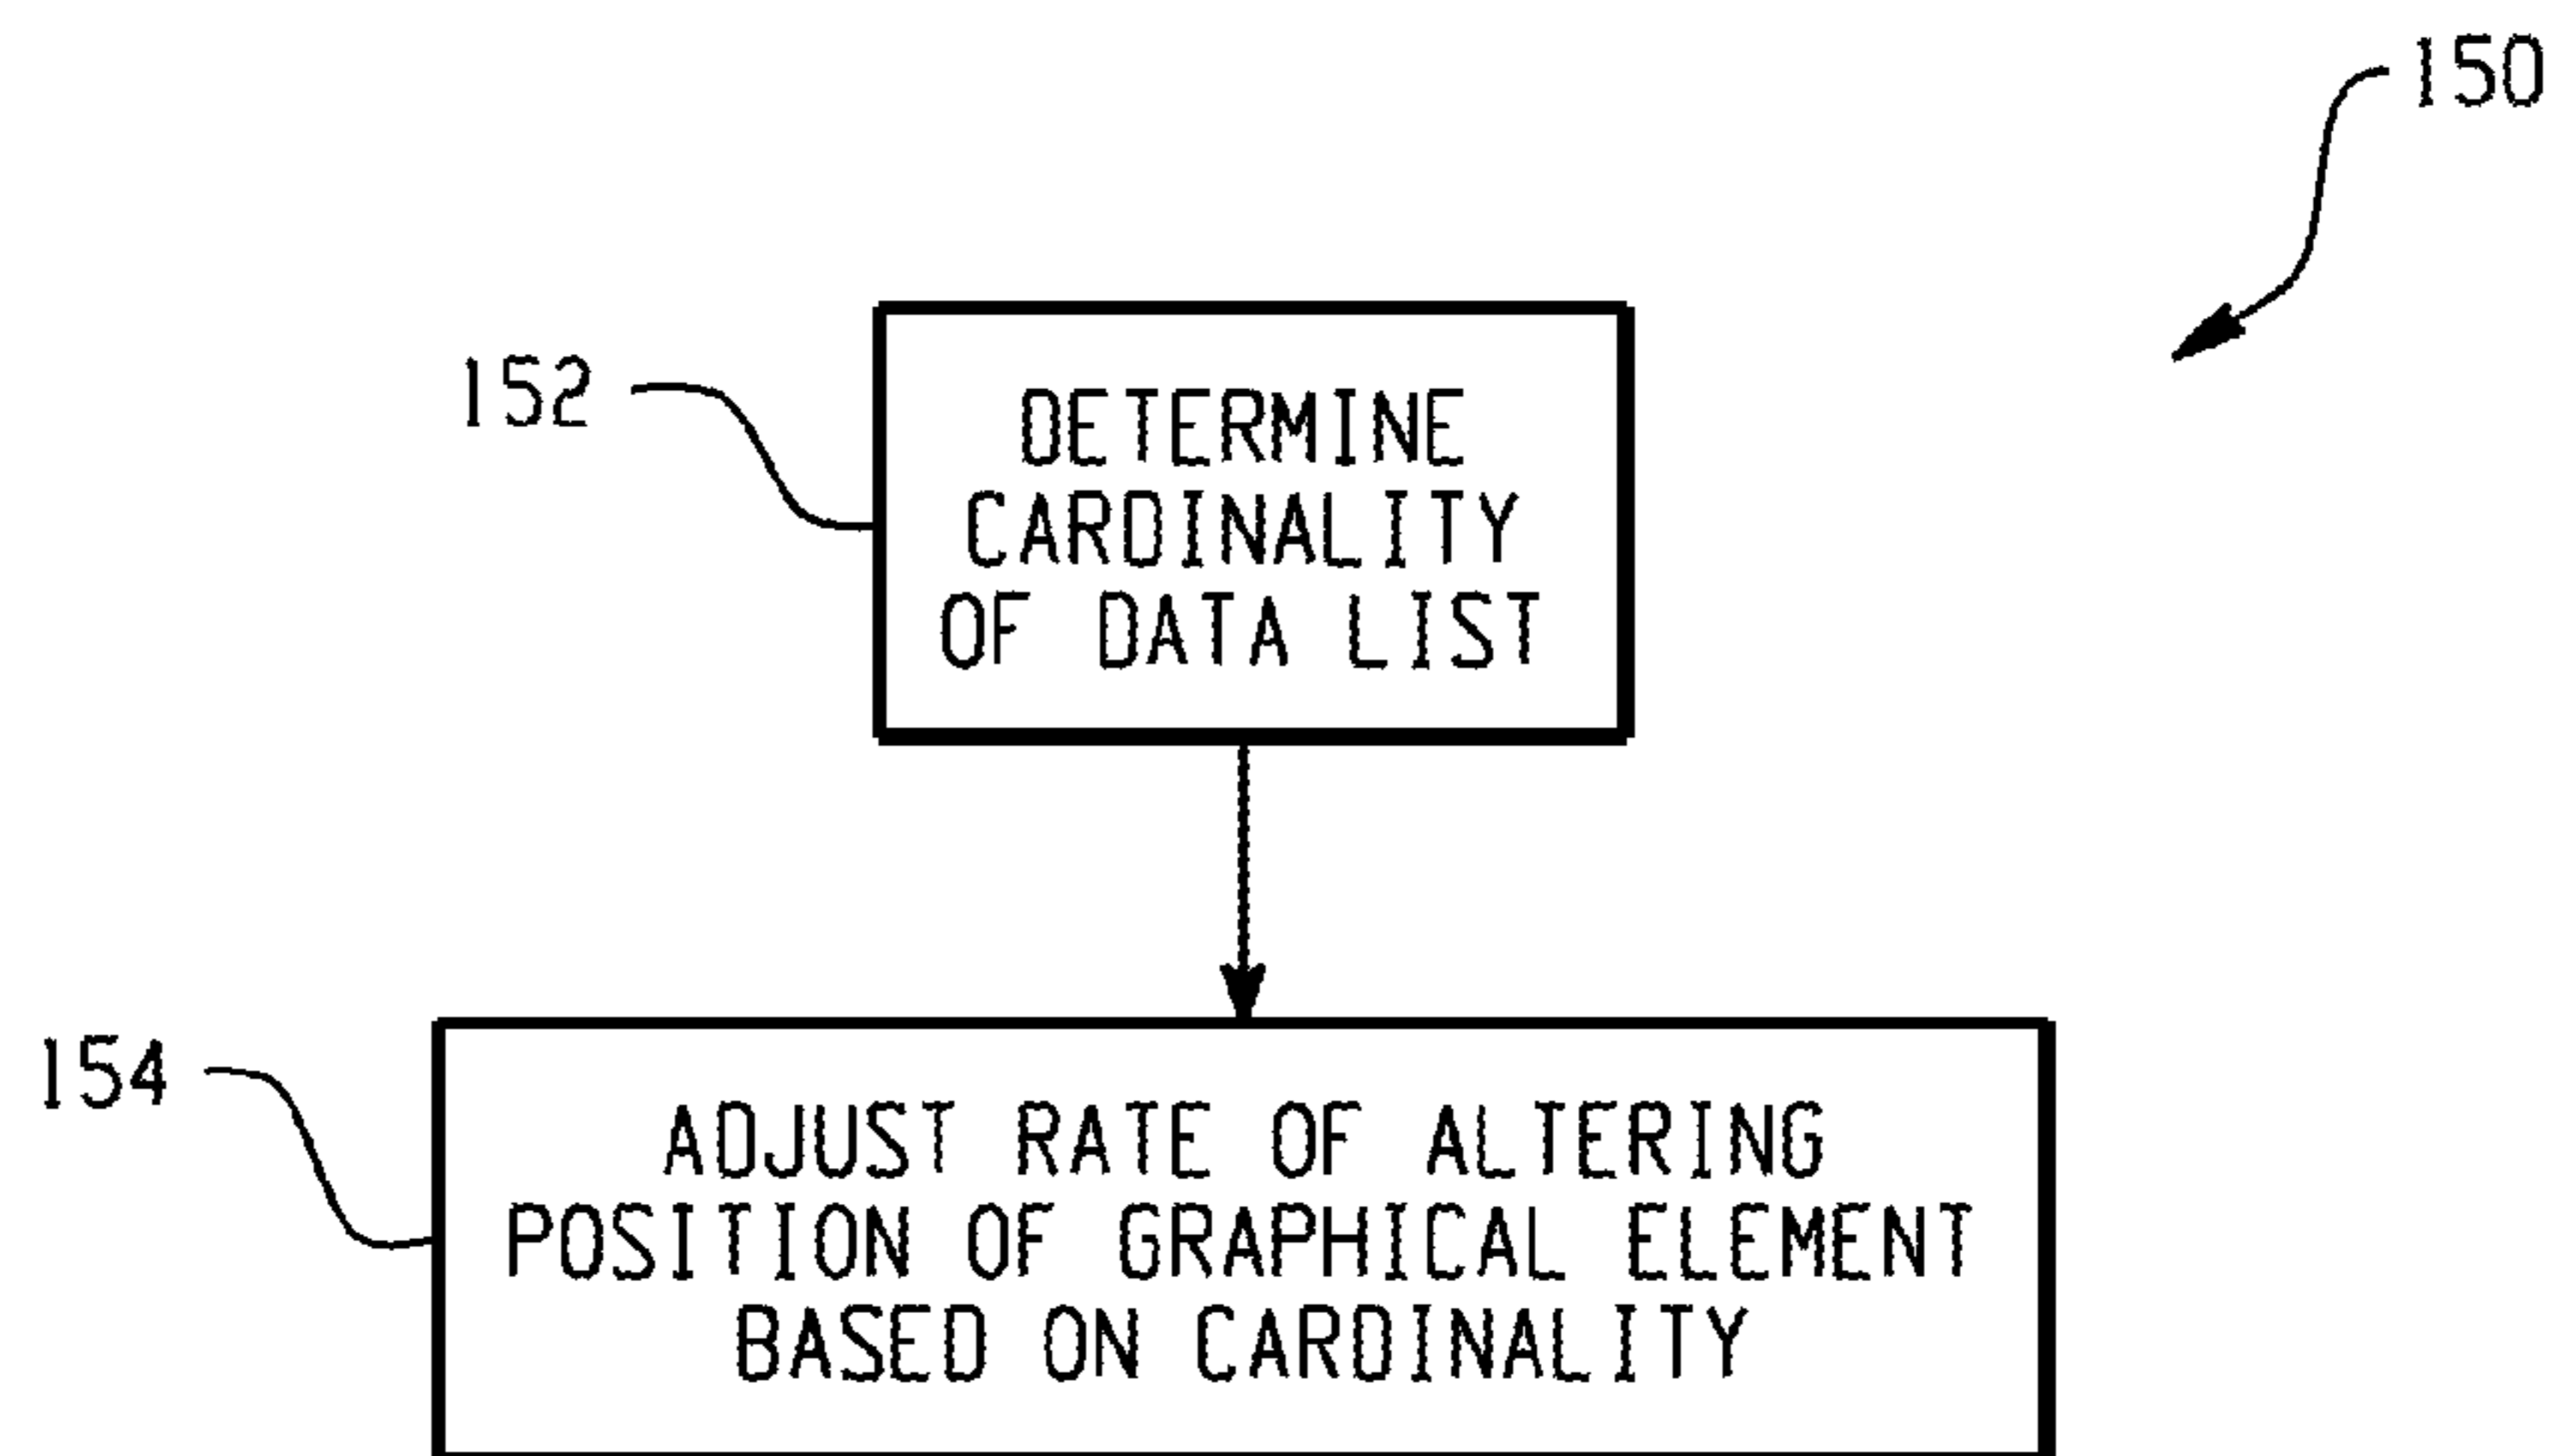 150
152
DETERMINE
CARDINALITY
OF DATA LIST
154
ADJUST RATE OF ALTERING
POSITION OF GRAPHICAL ELEMENT
BASED ON CARDINALITY